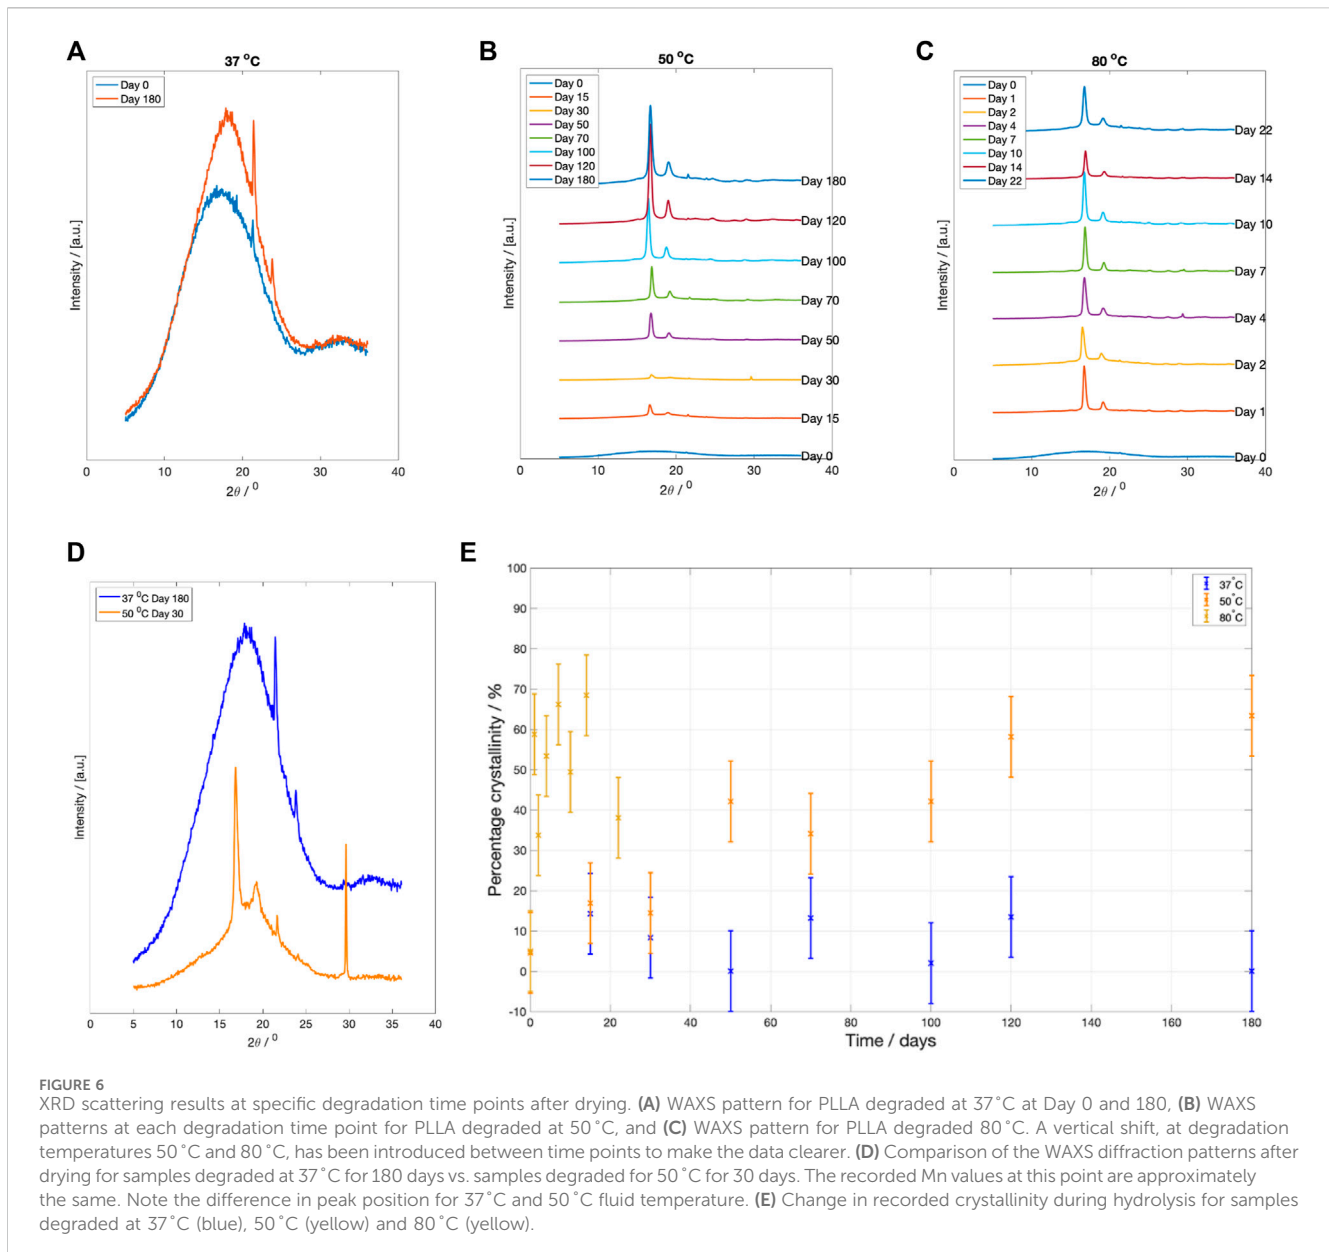 A
37 °C
Day 0
Day 180
Intensity / [a.u.]
0 10 20 30 40
2θ / ⁰
B
50 °C
Day 0
Day 15
Day 30
Day 50
Day 70
Day 100
Day 120
Day 180
Day 180
Day 120
Day 100
Day 70
Day 50
Day 30
Day 15
Day 0
Intensity / [a.u.]
0 10 20 30 40
2θ / ⁰
C
80 °C
Day 0
Day 1
Day 2
Day 4
Day 7
Day 10
Day 14
Day 22
Day 22
Day 14
Day 10
Day 7
Day 4
Day 2
Day 1
Day 0
Intensity / [a.u.]
0 10 20 30 40
2θ / ⁰
D
37 ⁰C Day 180
50 ⁰C Day 30
Intensity / [a.u.]
0 5 10 15 20 25 30 35 40
2θ / ⁰
E
37°C
50°C
80°C
Percentage crystallinity / %
100
90
80
70
60
50
40
30
20
10
0
-10
0 20 40 60 80 100 120 140 160 180
Time / days
FIGURE 6
XRD scattering results at specific degradation time points after drying. (A) WAXS pattern for PLLA degraded at 37°C at Day 0 and 180, (B) WAXS
patterns at each degradation time point for PLLA degraded at 50°C, and (C) WAXS pattern for PLLA degraded 80°C. A vertical shift, at degradation
temperatures 50°C and 80°C, has been introduced between time points to make the data clearer. (D) Comparison of the WAXS diffraction patterns after
drying for samples degraded at 37°C for 180 days vs. samples degraded for 50°C for 30 days. The recorded Mn values at this point are approximately
the same. Note the difference in peak position for 37°C and 50°C fluid temperature. (E) Change in recorded crystallinity during hydrolysis for samples
degraded at 37°C (blue), 50°C (yellow) and 80°C (yellow).